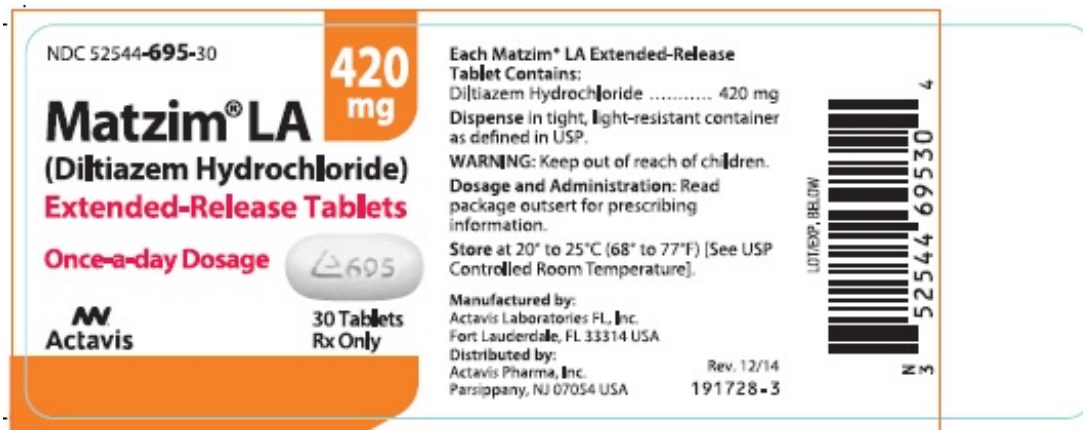 NDC 52544-695-30
420
mg
Matzim® LA
(Diltiazem Hydrochloride)
Extended-Release Tablets
Once-a-day Dosage
695
Actavis
30 Tablets
Rx Only
Each Matzim® LA Extended-Release
Tablet Contains:
Diltiazem Hydrochloride ........... 420 mg
Dispense in tight, light-resistant container
as defined in USP.
WARNING: Keep out of reach of children.
Dosage and Administration: Read
package outsert for prescribing
information.
Store at 20° to 25°C (68° to 77°F) [See USP
Controlled Room Temperature].
Manufactured by:
Actavis Laboratories FL, Inc.
Fort Lauderdale, FL 33314 USA
Distributed by:
Actavis Pharma, Inc.
Parsippany, NJ 07054 USA
Rev. 12/14
191728-3
LOT/EXP. BELOW
N
3 52544 69530 4